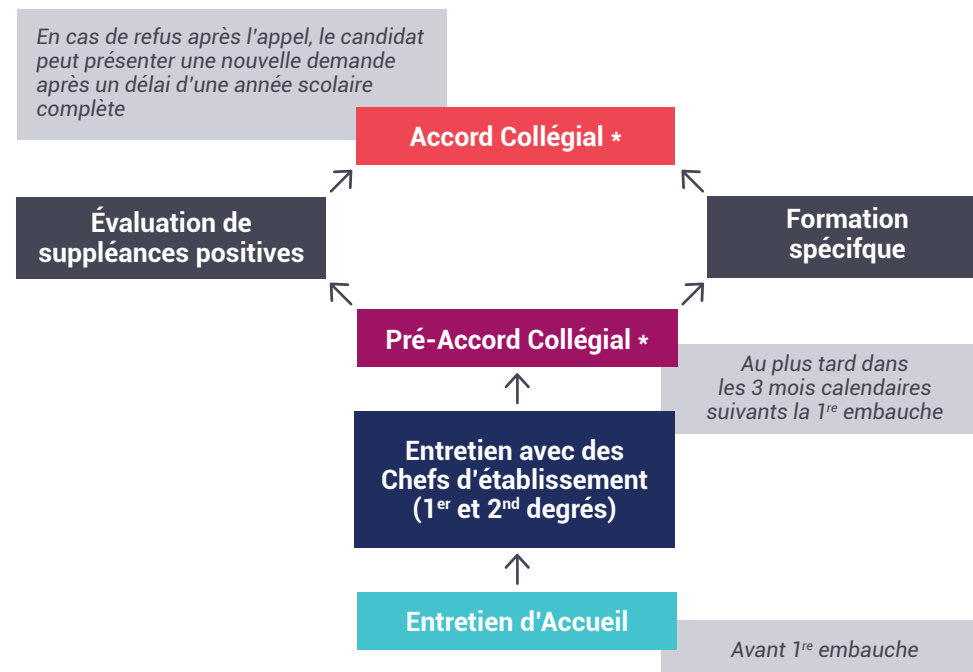 En cas de refus après l'appel, le candidat
peut présenter une nouvelle demande
après un délai d'une année scolaire
complète
Accord Collégial *
Évaluation de
suppléances positives
Formation
spécifque
Pré-Accord Collégial *
Au plus tard dans
les 3 mois calendaires
suivants la 1re embauche
Entretien avec des
Chefs d'établissement
(1er et 2nd degrés)
Entretien d'Accueil
Avant 1re embauche